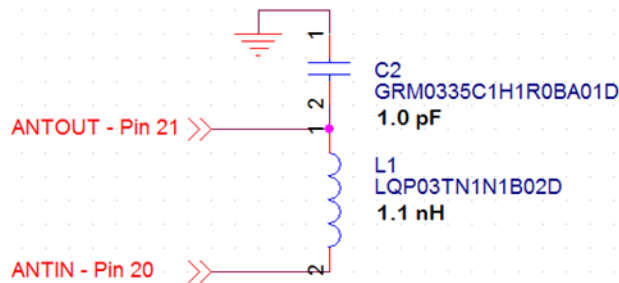 1
C2
GRM0335C1H1R0BA01D
2
1.0 pF
ANTOUT - Pin 21
1
L1
LQP03TN1N1B02D
1.1 nH
ANTIN - Pin 20
2